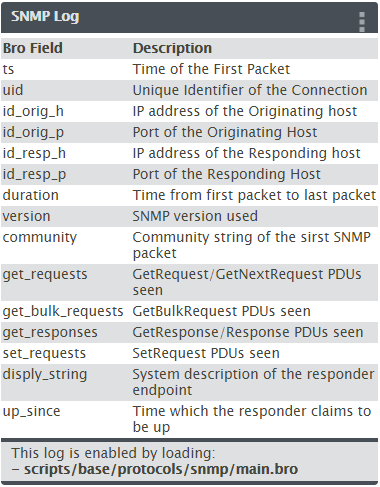 SNMP Log
Bro Field Description
ts Time of the First Packet
uid Unique Identifier of the Connection
id_orig_h IP address of the Originating host
id_orig_p Port of the Originating Host
id_resp_h IP address of the Responding host
id_resp_p Port of the Responding Host
duration Time from first packet to last packet
version SNMP version used
community Community string of the sirst SNMP
packet
get_requests GetRequest/GetNextRequest PDUs
seen
get_bulk_requests GetBulkRequest PDUs seen
get_responses GetResponse/Response PDUs seen
set_requests SetRequest PDUs seen
disply_string System description of the responder
endpoint
up_since Time which the responder claims to
be up
This log is enabled by loading:
– scripts/base/protocols/snmp/main.bro